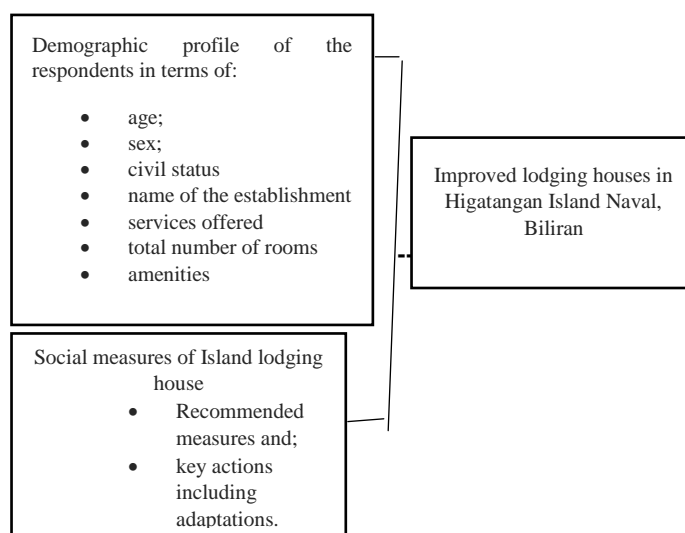 Demographic profile of the
respondents in terms of:
• age;
• sex;
• civil status
• name of the establishment
• services offered
• total number of rooms
• amenities
Improved lodging houses in
Higatangan Island Naval,
Biliran
Social measures of Island lodging
house
• Recommended
measures and;
• key actions
including
adaptations.